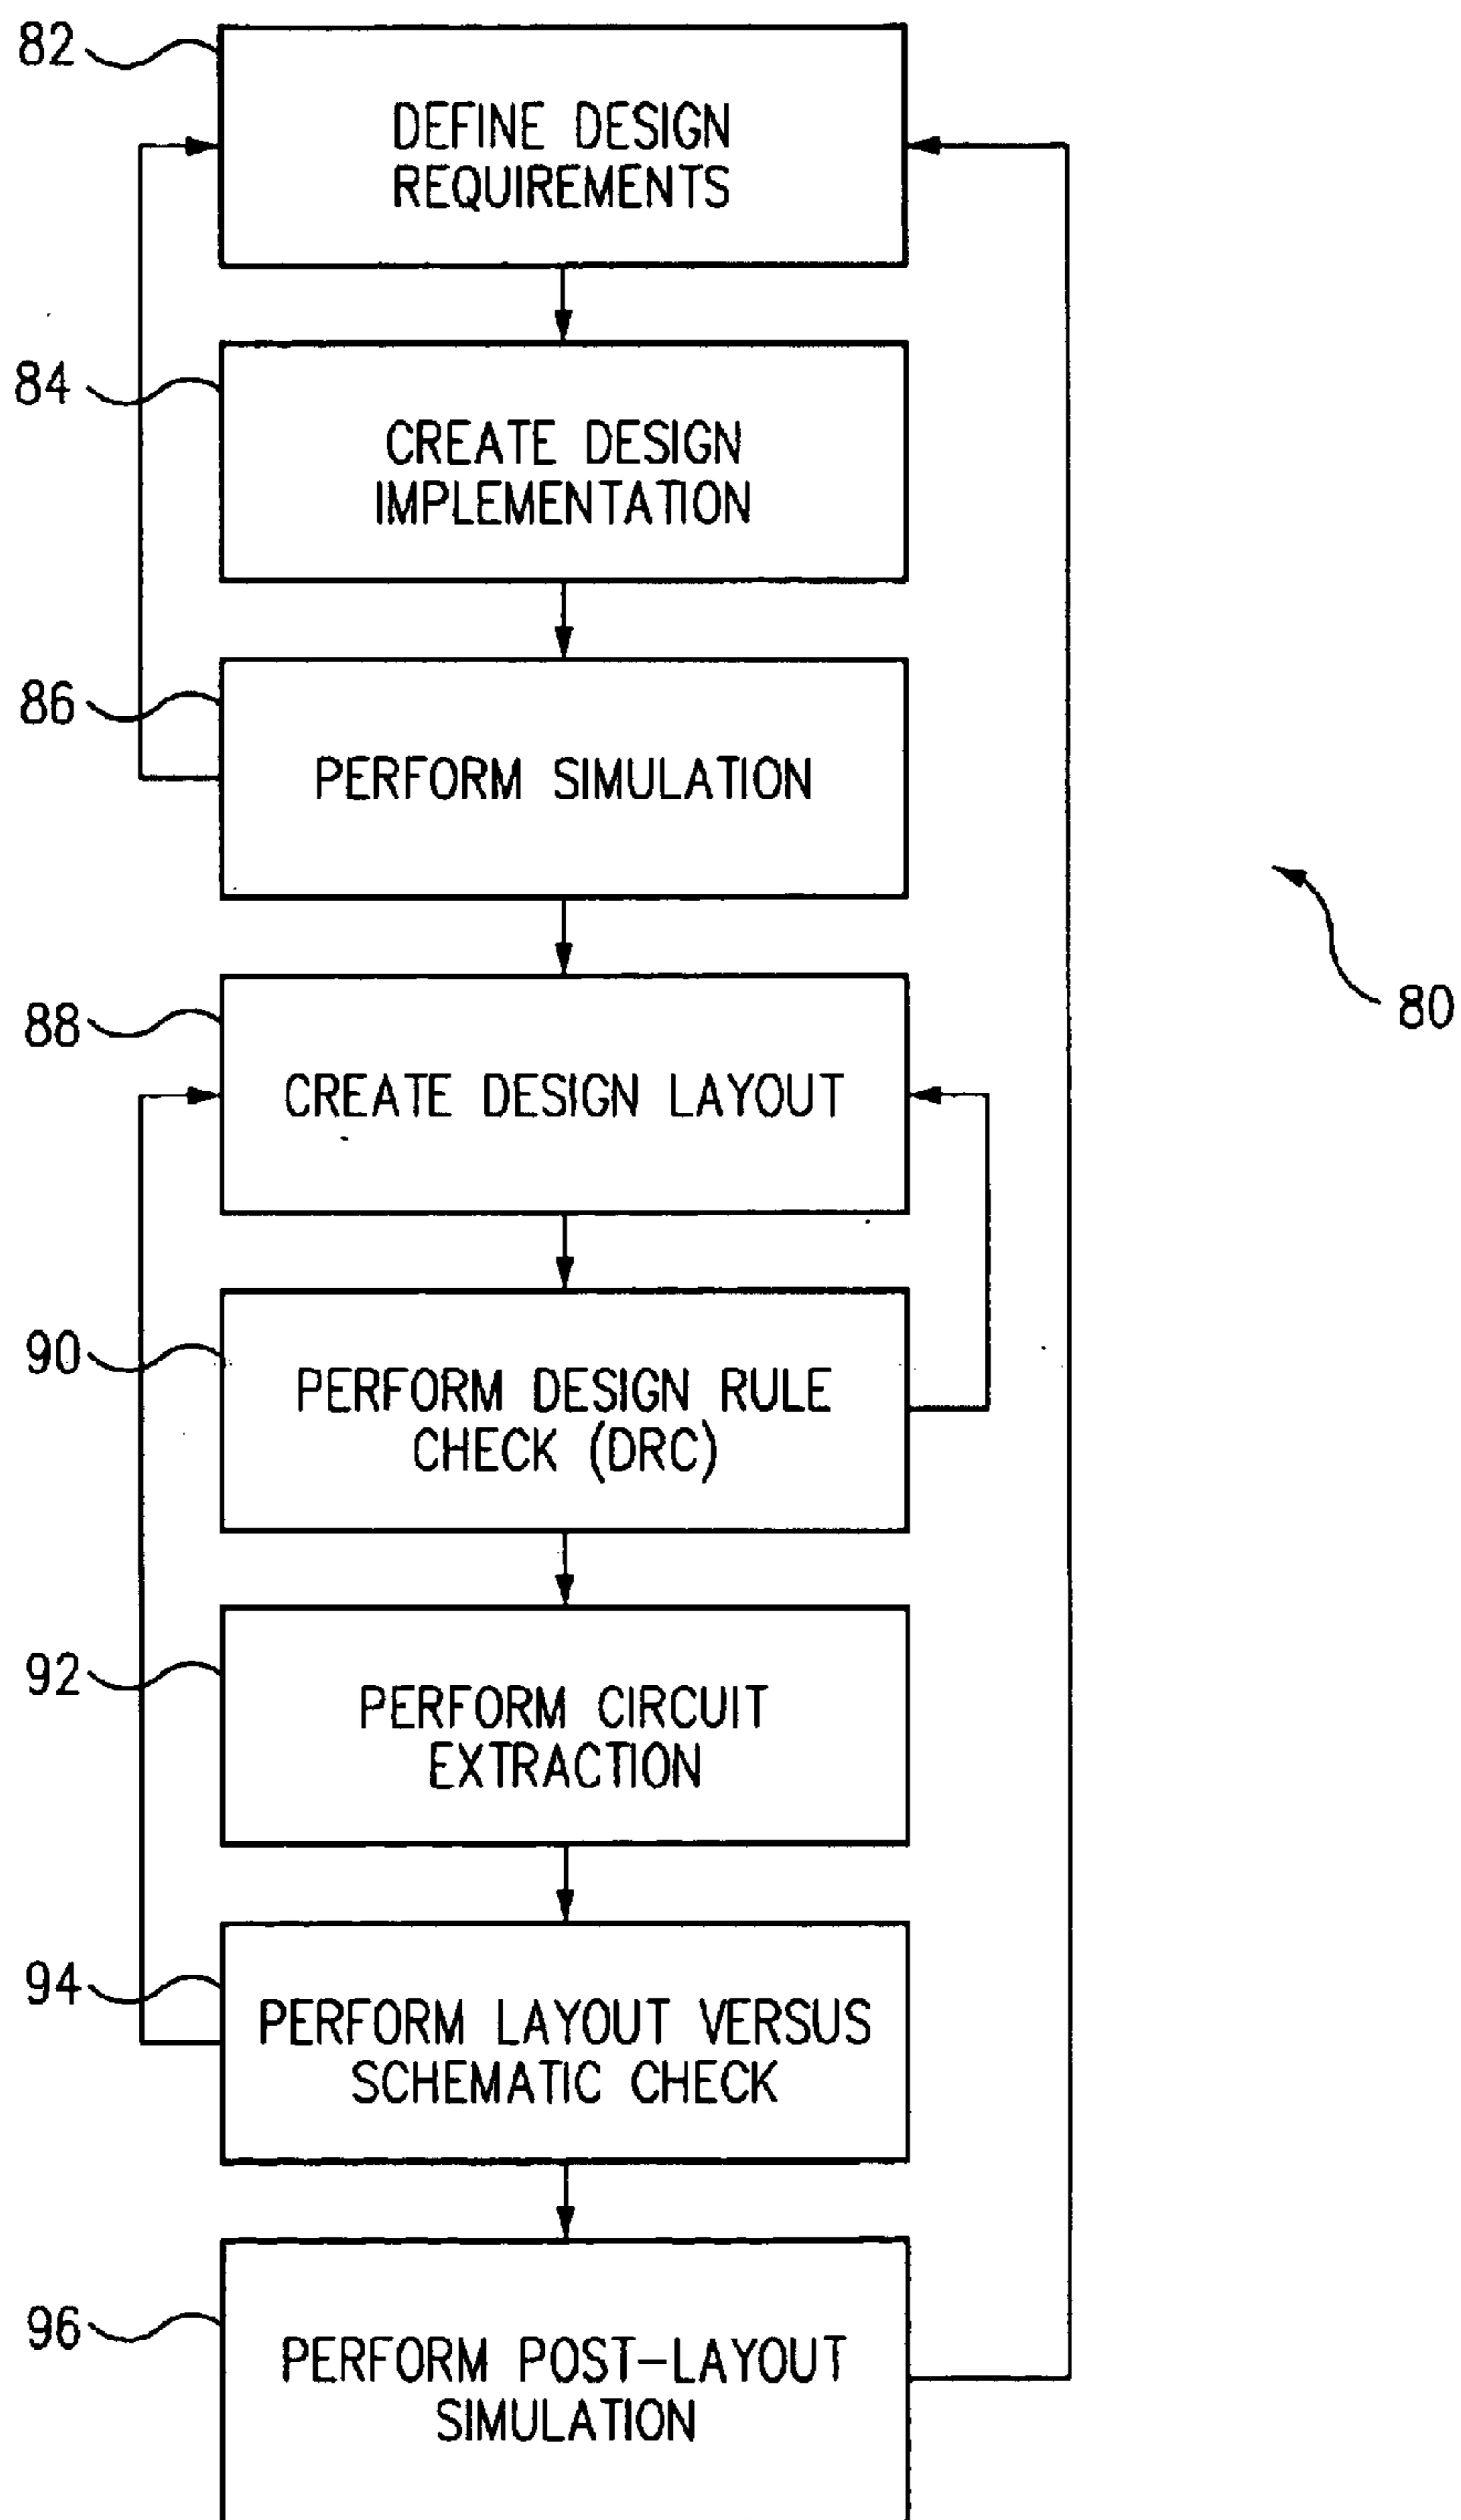 82
DEFINE DESIGN
REQUIREMENTS
84
CREATE DESIGN
IMPLEMENTATION
86
PERFORM SIMULATION
80
88
CREATE DESIGN LAYOUT
90
PERFORM DESIGN RULE
CHECK (DRC)
92
PERFORM CIRCUIT
EXTRACTION
94
PERFORM LAYOUT VERSUS
SCHEMATIC CHECK
96
PERFORM POST-LAYOUT
SIMULATION